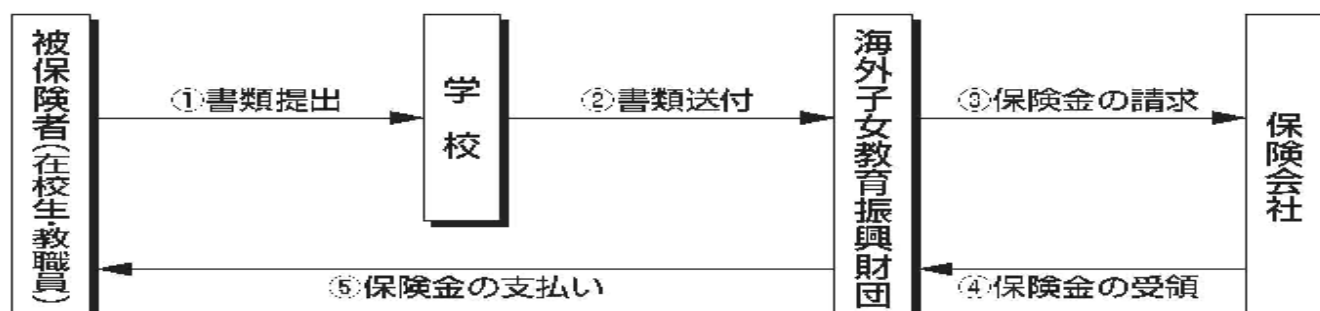 被保険者(在校生・教職員)
①書類提出
学校
②書類送付
海外子女教育振興財団
③保険金の請求
保険会社
④保険金の受領
⑤保険金の支払い